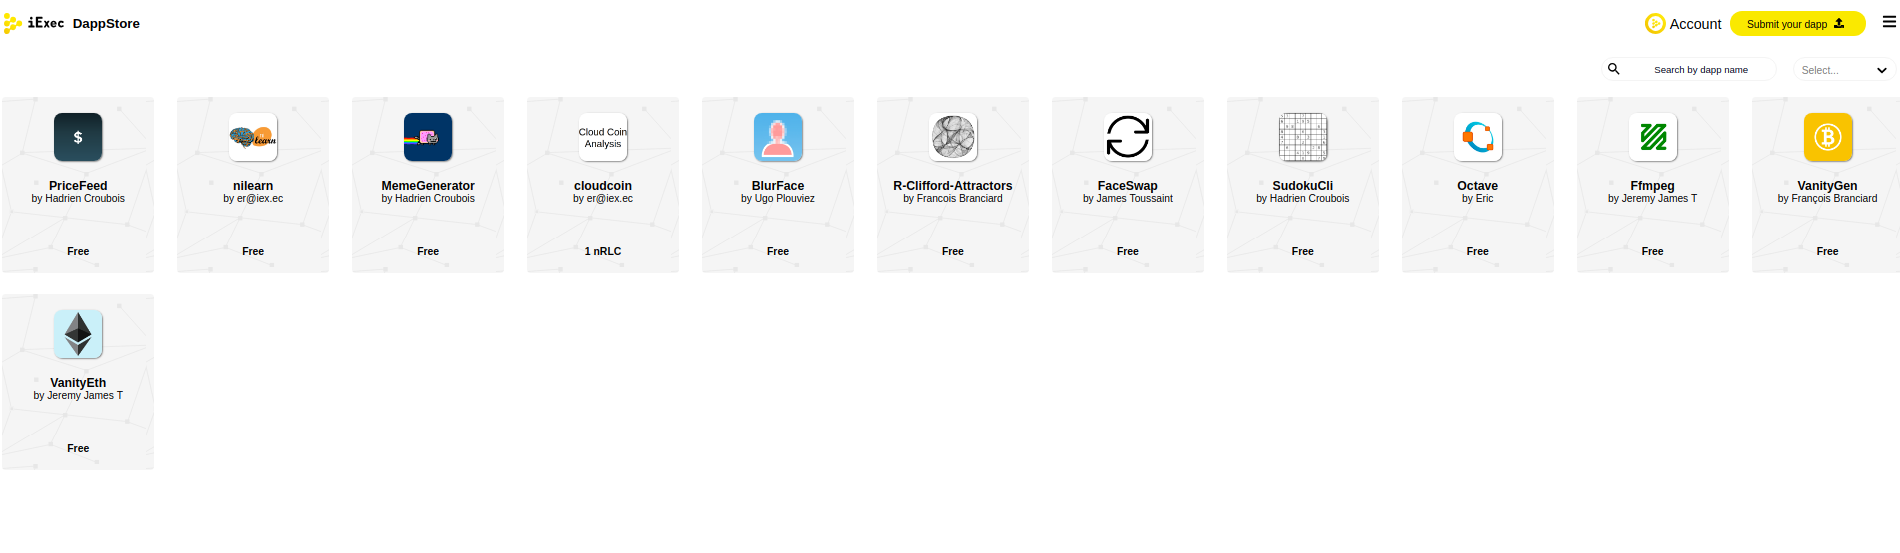 iExec DappStore
Account
Submit your dapp
Search by dapp name
Select...
$
PriceFeed
by Hadrien Croubois
Free
learn
nilearn
by er@iex.ec
Free
MemeGenerator
by Hadrien Croubois
Free
Cloud Coin
Analysis
cloudcoin
by er@iex.ec
1 nRLC
BlurFace
by Ugo Plouviez
Free
R-Clifford-Attractors
by Francois Branciard
Free
FaceSwap
by James Toussaint
Free
SudokuCli
by Hadrien Croubois
Free
Octave
by Eric
Free
Ffmpeg
by Jeremy James T
Free
VanityGen
by François Branciard
Free
VanityEth
by Jeremy James T
Free